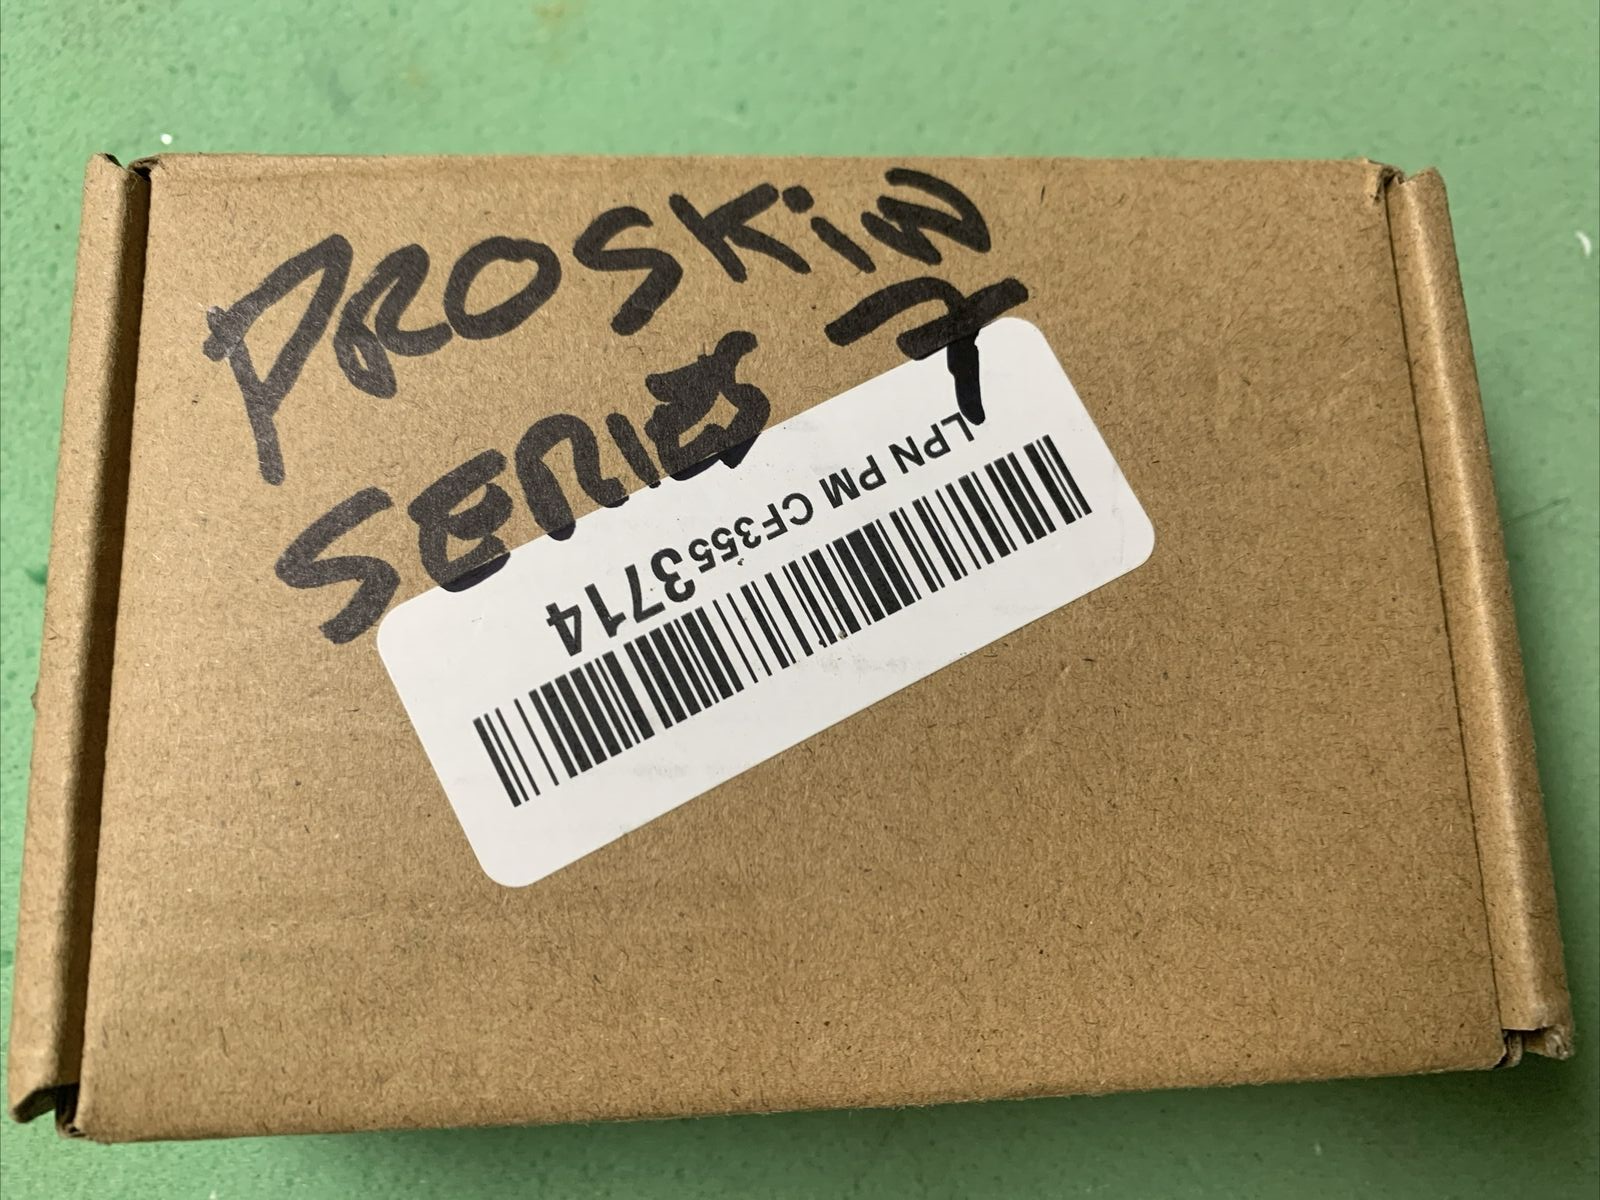 PROSKiN
SERIES 7
LPN PM CF3553714